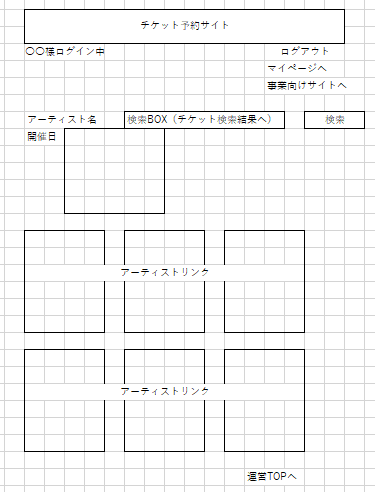 チケット予約サイト
〇〇様ログイン中 ログアウト
マイページへ
事業向けサイトへ
アーティスト名 検索BOX（チケット検索結果へ） 検索
開催日
アーティストリンク
アーティストリンク
運営TOPへ